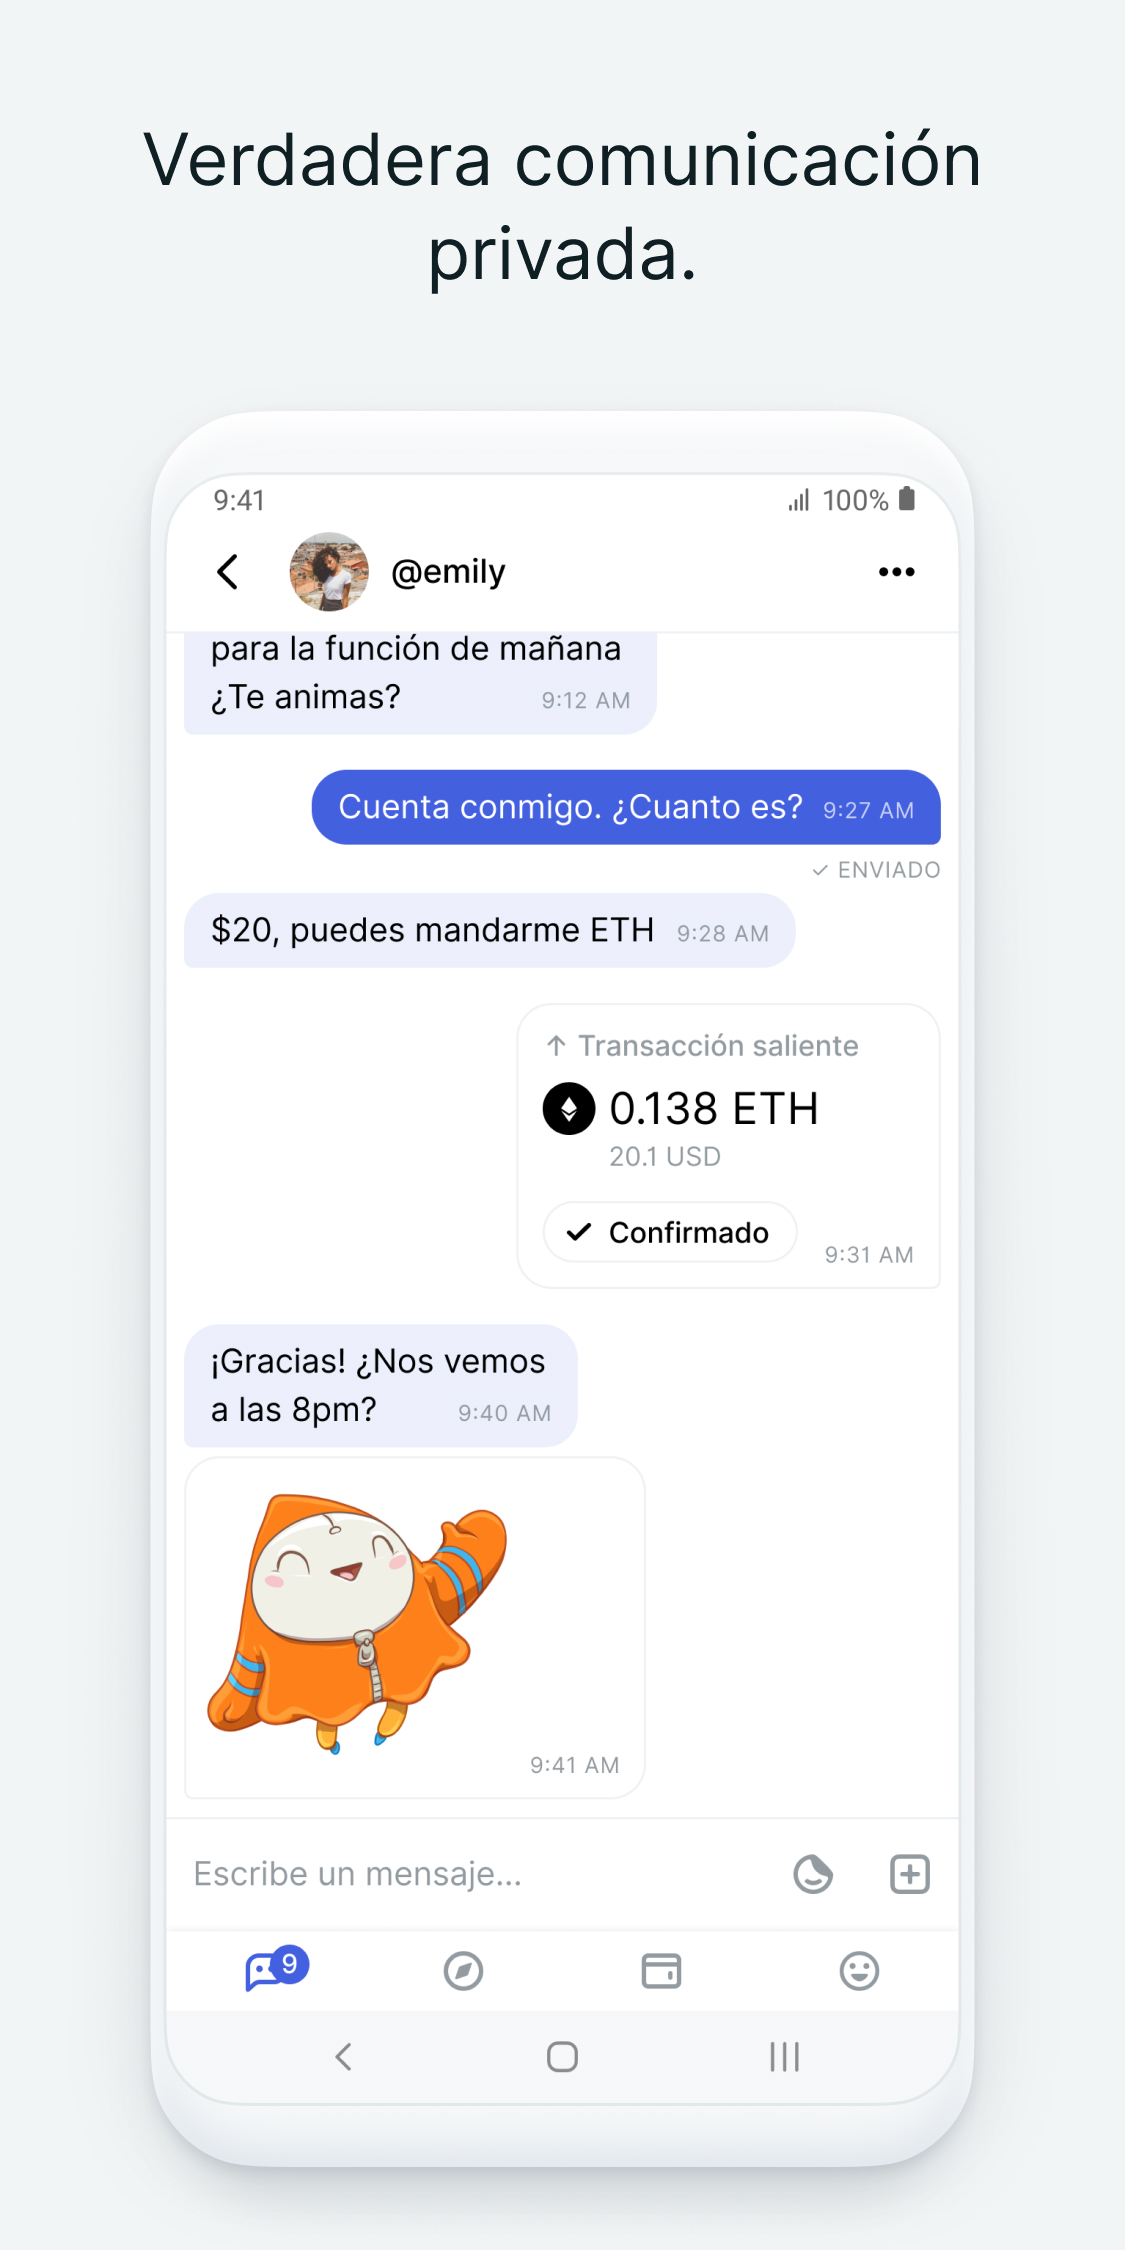 Verdadera comunicación
privada.
9:41
100%
@emily
para la función de mañana
¿Te animas? 9:12 AM
Cuenta conmigo. ¿Cuanto es? 9:27 AM
✓ ENVIADO
$20, puedes mandarme ETH 9:28 AM
↑ Transacción saliente
0.138 ETH
20.1 USD
✓ Confirmado
9:31 AM
¡Gracias! ¿Nos vemos
a las 8pm? 9:40 AM
9:41 AM
Escribe un mensaje...
9